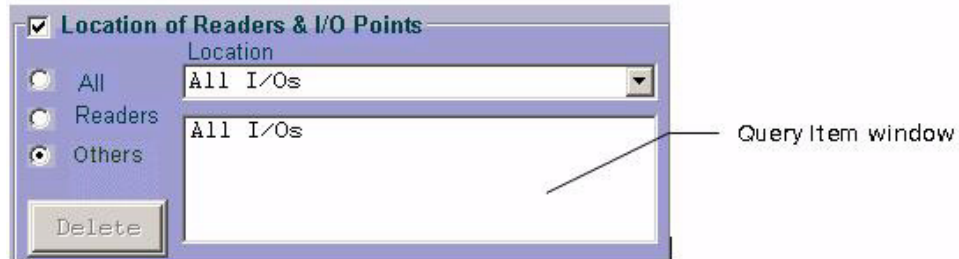 Location of Readers & I/O Points
Location
All
All I/Os
Readers
All I/Os
Others
Delete
Query Item window